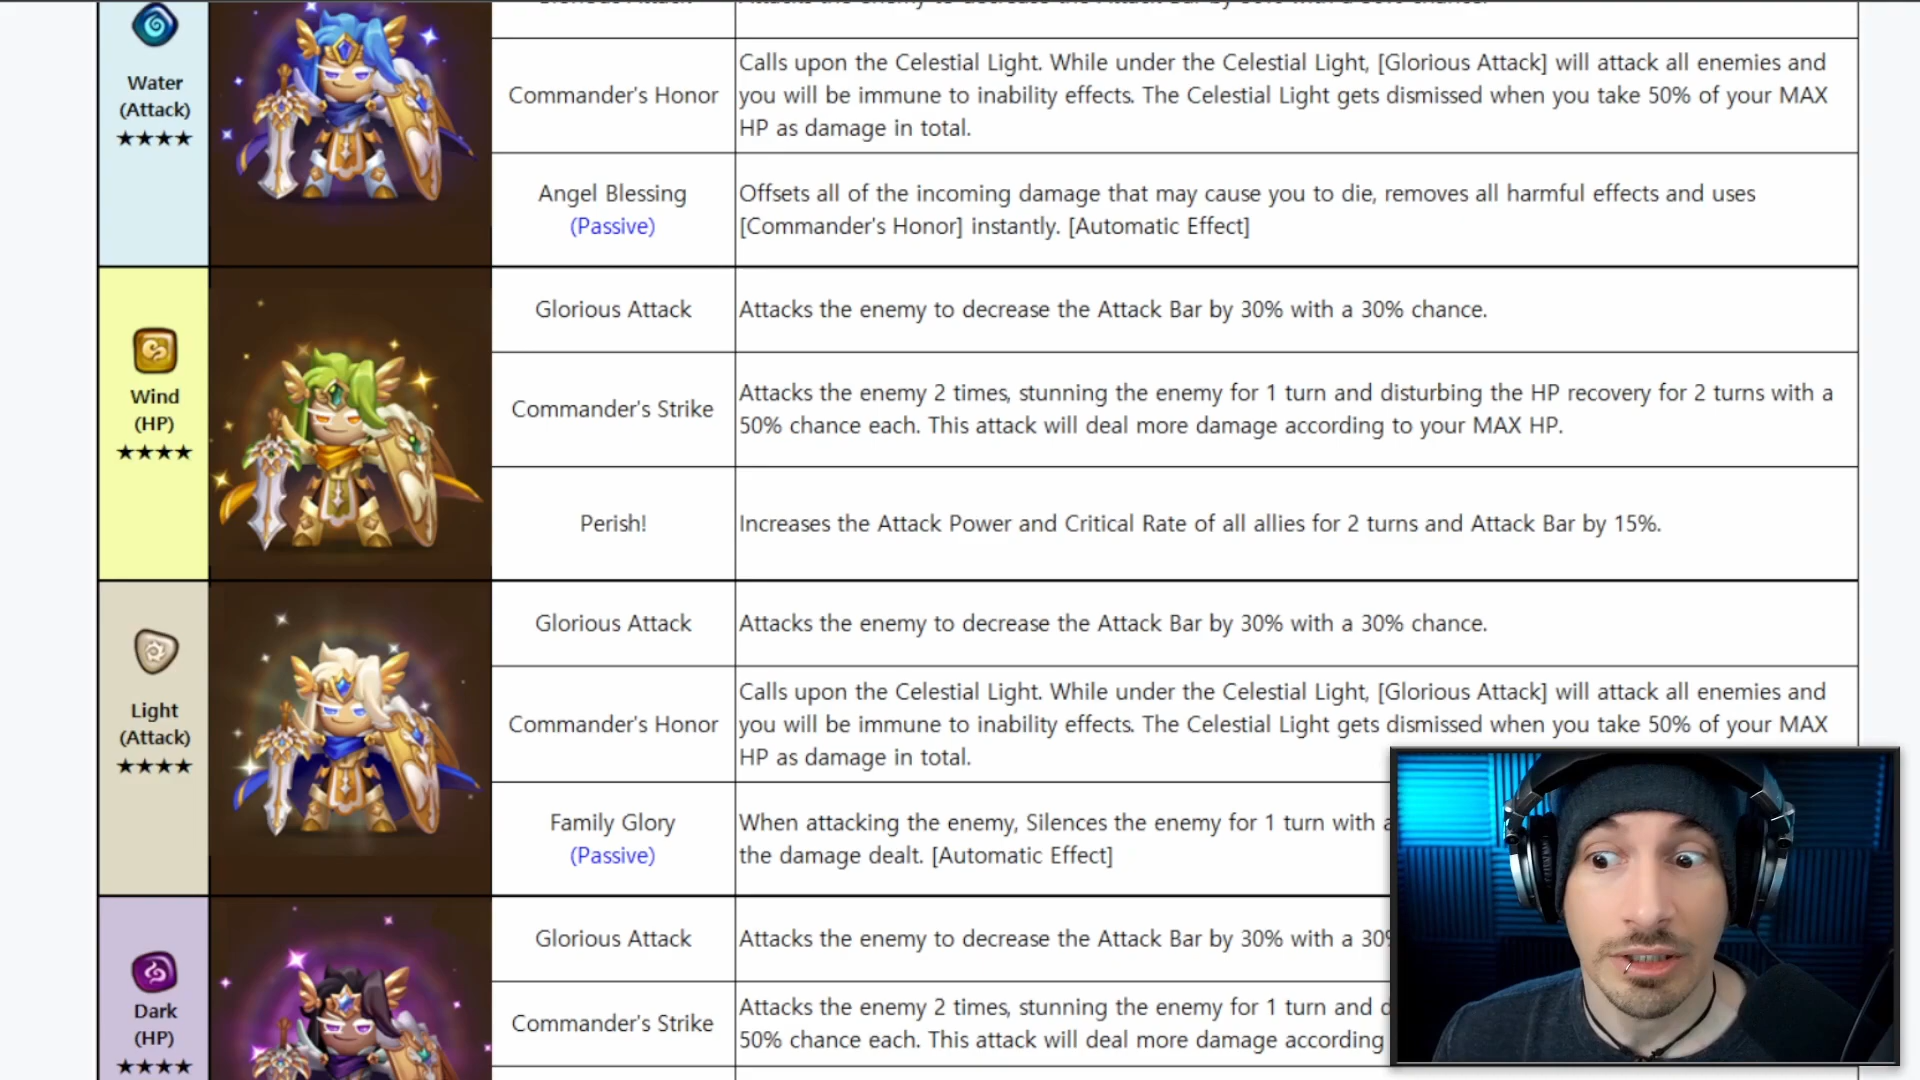 Water
(Attack)
★★★★
Commander's Honor
Calls upon the Celestial Light. While under the Celestial Light, [Glorious Attack] will attack all enemies and
you will be immune to inability effects. The Celestial Light gets dismissed when you take 50% of your MAX
HP as damage in total.
Angel Blessing
(Passive)
Offsets all of the incoming damage that may cause you to die, removes all harmful effects and uses
[Commander's Honor] instantly. [Automatic Effect]
Wind
(HP)
★★★★
Glorious Attack
Attacks the enemy to decrease the Attack Bar by 30% with a 30% chance.
Commander's Strike
Attacks the enemy 2 times, stunning the enemy for 1 turn and disturbing the HP recovery for 2 turns with a
50% chance each. This attack will deal more damage according to your MAX HP.
Perish!
Increases the Attack Power and Critical Rate of all allies for 2 turns and Attack Bar by 15%.
Light
(Attack)
★★★★
Glorious Attack
Attacks the enemy to decrease the Attack Bar by 30% with a 30% chance.
Commander's Honor
Calls upon the Celestial Light. While under the Celestial Light, [Glorious Attack] will attack all enemies and
you will be immune to inability effects. The Celestial Light gets dismissed when you take 50% of your MAX
HP as damage in total.
Family Glory
(Passive)
When attacking the enemy, Silences the enemy for 1 turn with a
the damage dealt. [Automatic Effect]
Dark
(HP)
★★★★
Glorious Attack
Attacks the enemy to decrease the Attack Bar by 30% with a 30%
Commander's Strike
Attacks the enemy 2 times, stunning the enemy for 1 turn and
50% chance each. This attack will deal more damage according